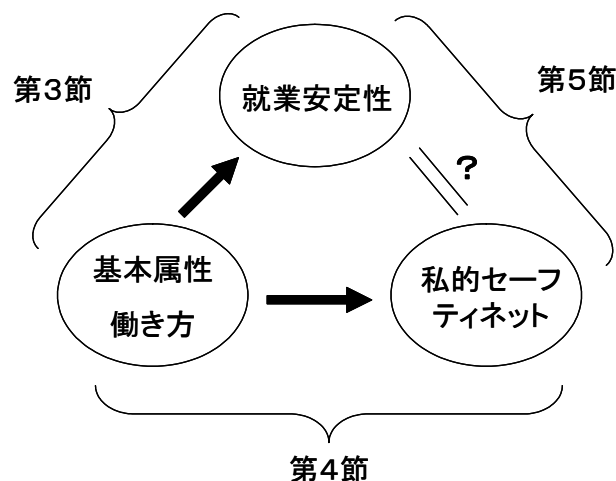 第3節
就業安定性
第5節
？
基本属性
働き方
私的セーフ
ティネット
第4節